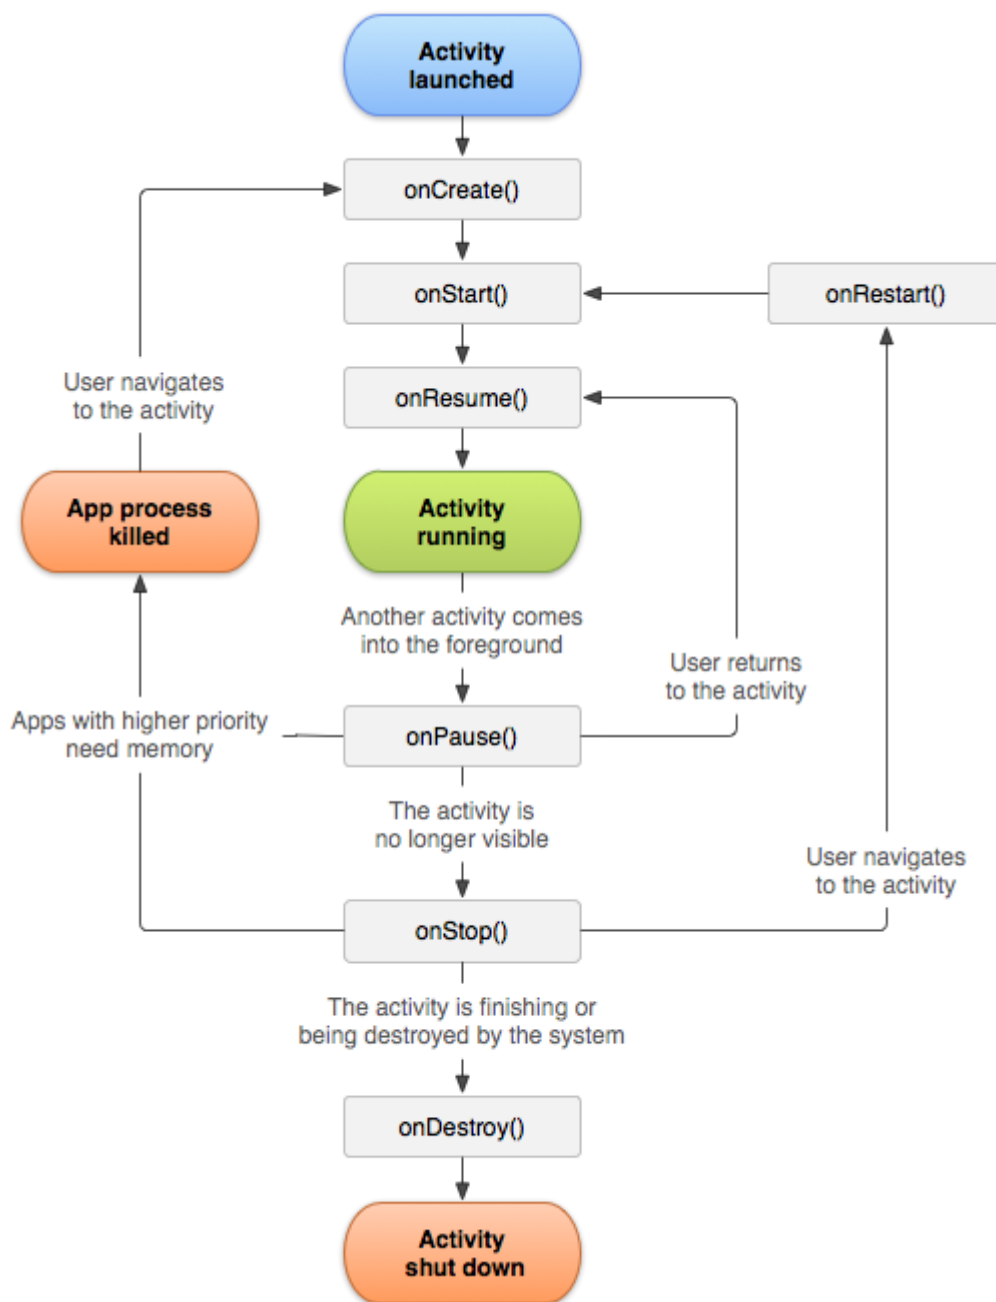 Activity
launched
onCreate()
onStart()
onRestart()
User navigates
to the activity
onResume()
App process
killed
Activity
running
Another activity comes
into the foreground
User returns
to the activity
Apps with higher priority
need memory
onPause()
The activity is
no longer visible
User navigates
to the activity
onStop()
The activity is finishing or
being destroyed by the system
onDestroy()
Activity
shut down